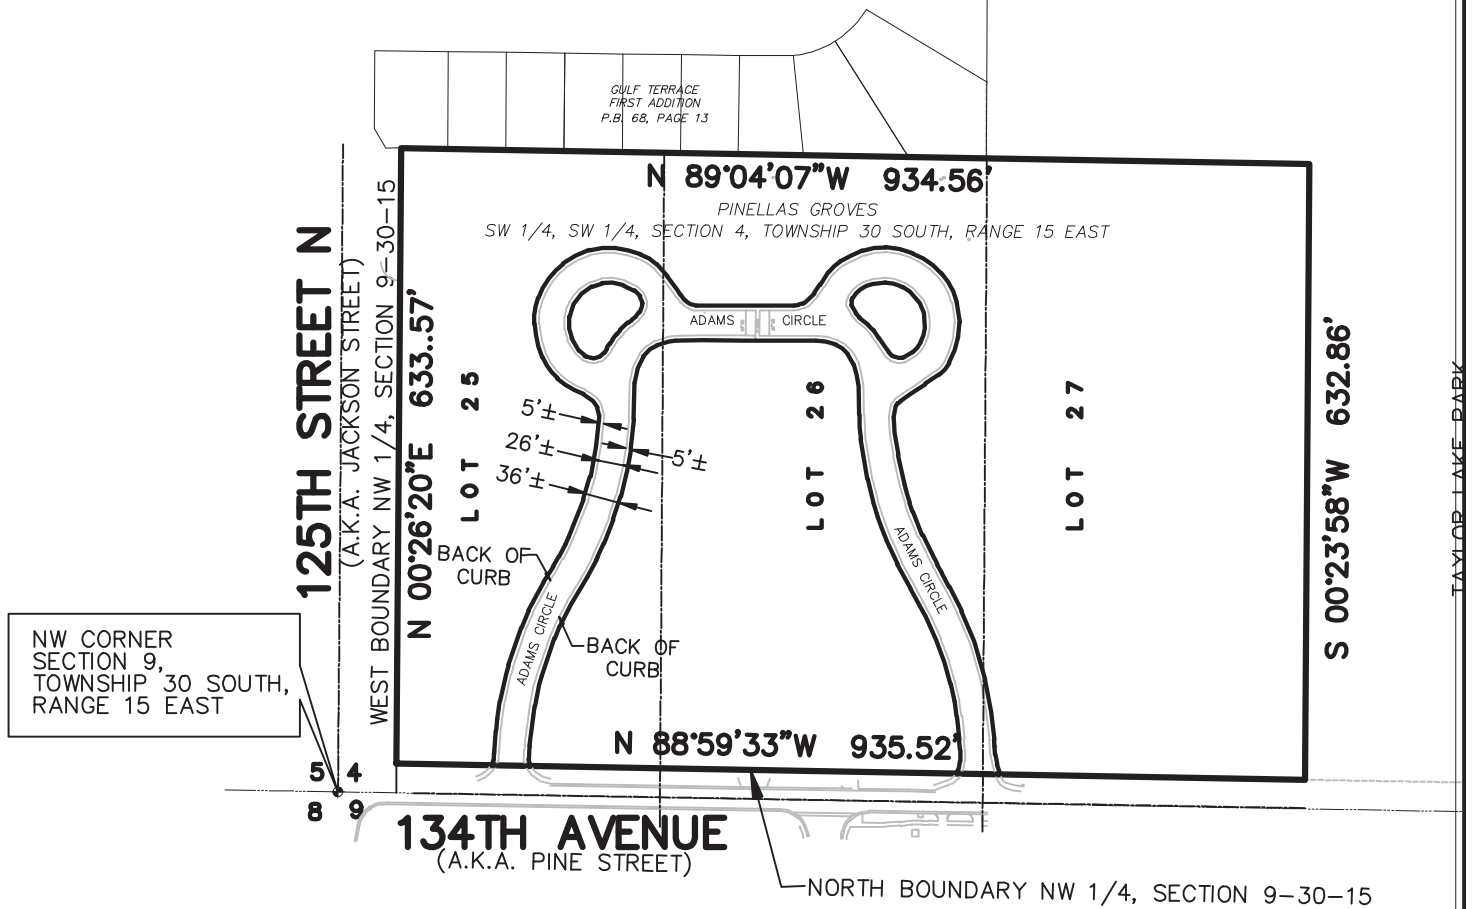 GULF TERRACE
FIRST ADDITION
P.B. 68, PAGE 13
N 89°04'07"W 934.56'
PINELLAS GROVES
SW 1/4, SW 1/4, SECTION 4, TOWNSHIP 30 SOUTH, RANGE 15 EAST
125TH STREET N
(A.K.A. JACKSON STREET)
WEST BOUNDARY NW 1/4, SECTION 9-30-15
N 00°26'20"E 633..57'
LOT 25
ADAMS CIRCLE
5'±
26'±
5'±
36'±
LOT 26
LOT 27
S 00°23'58"W 632.86'
TAYLOR LAKE PARK
BACK OF
CURB
ADAMS CIRCLE
ADAMS CIRCLE
BACK OF
CURB
NW CORNER
SECTION 9,
TOWNSHIP 30 SOUTH,
RANGE 15 EAST
N 88°59'33"W 935.52'
5 4
8 9
134TH AVENUE
(A.K.A. PINE STREET)
NORTH BOUNDARY NW 1/4, SECTION 9-30-15